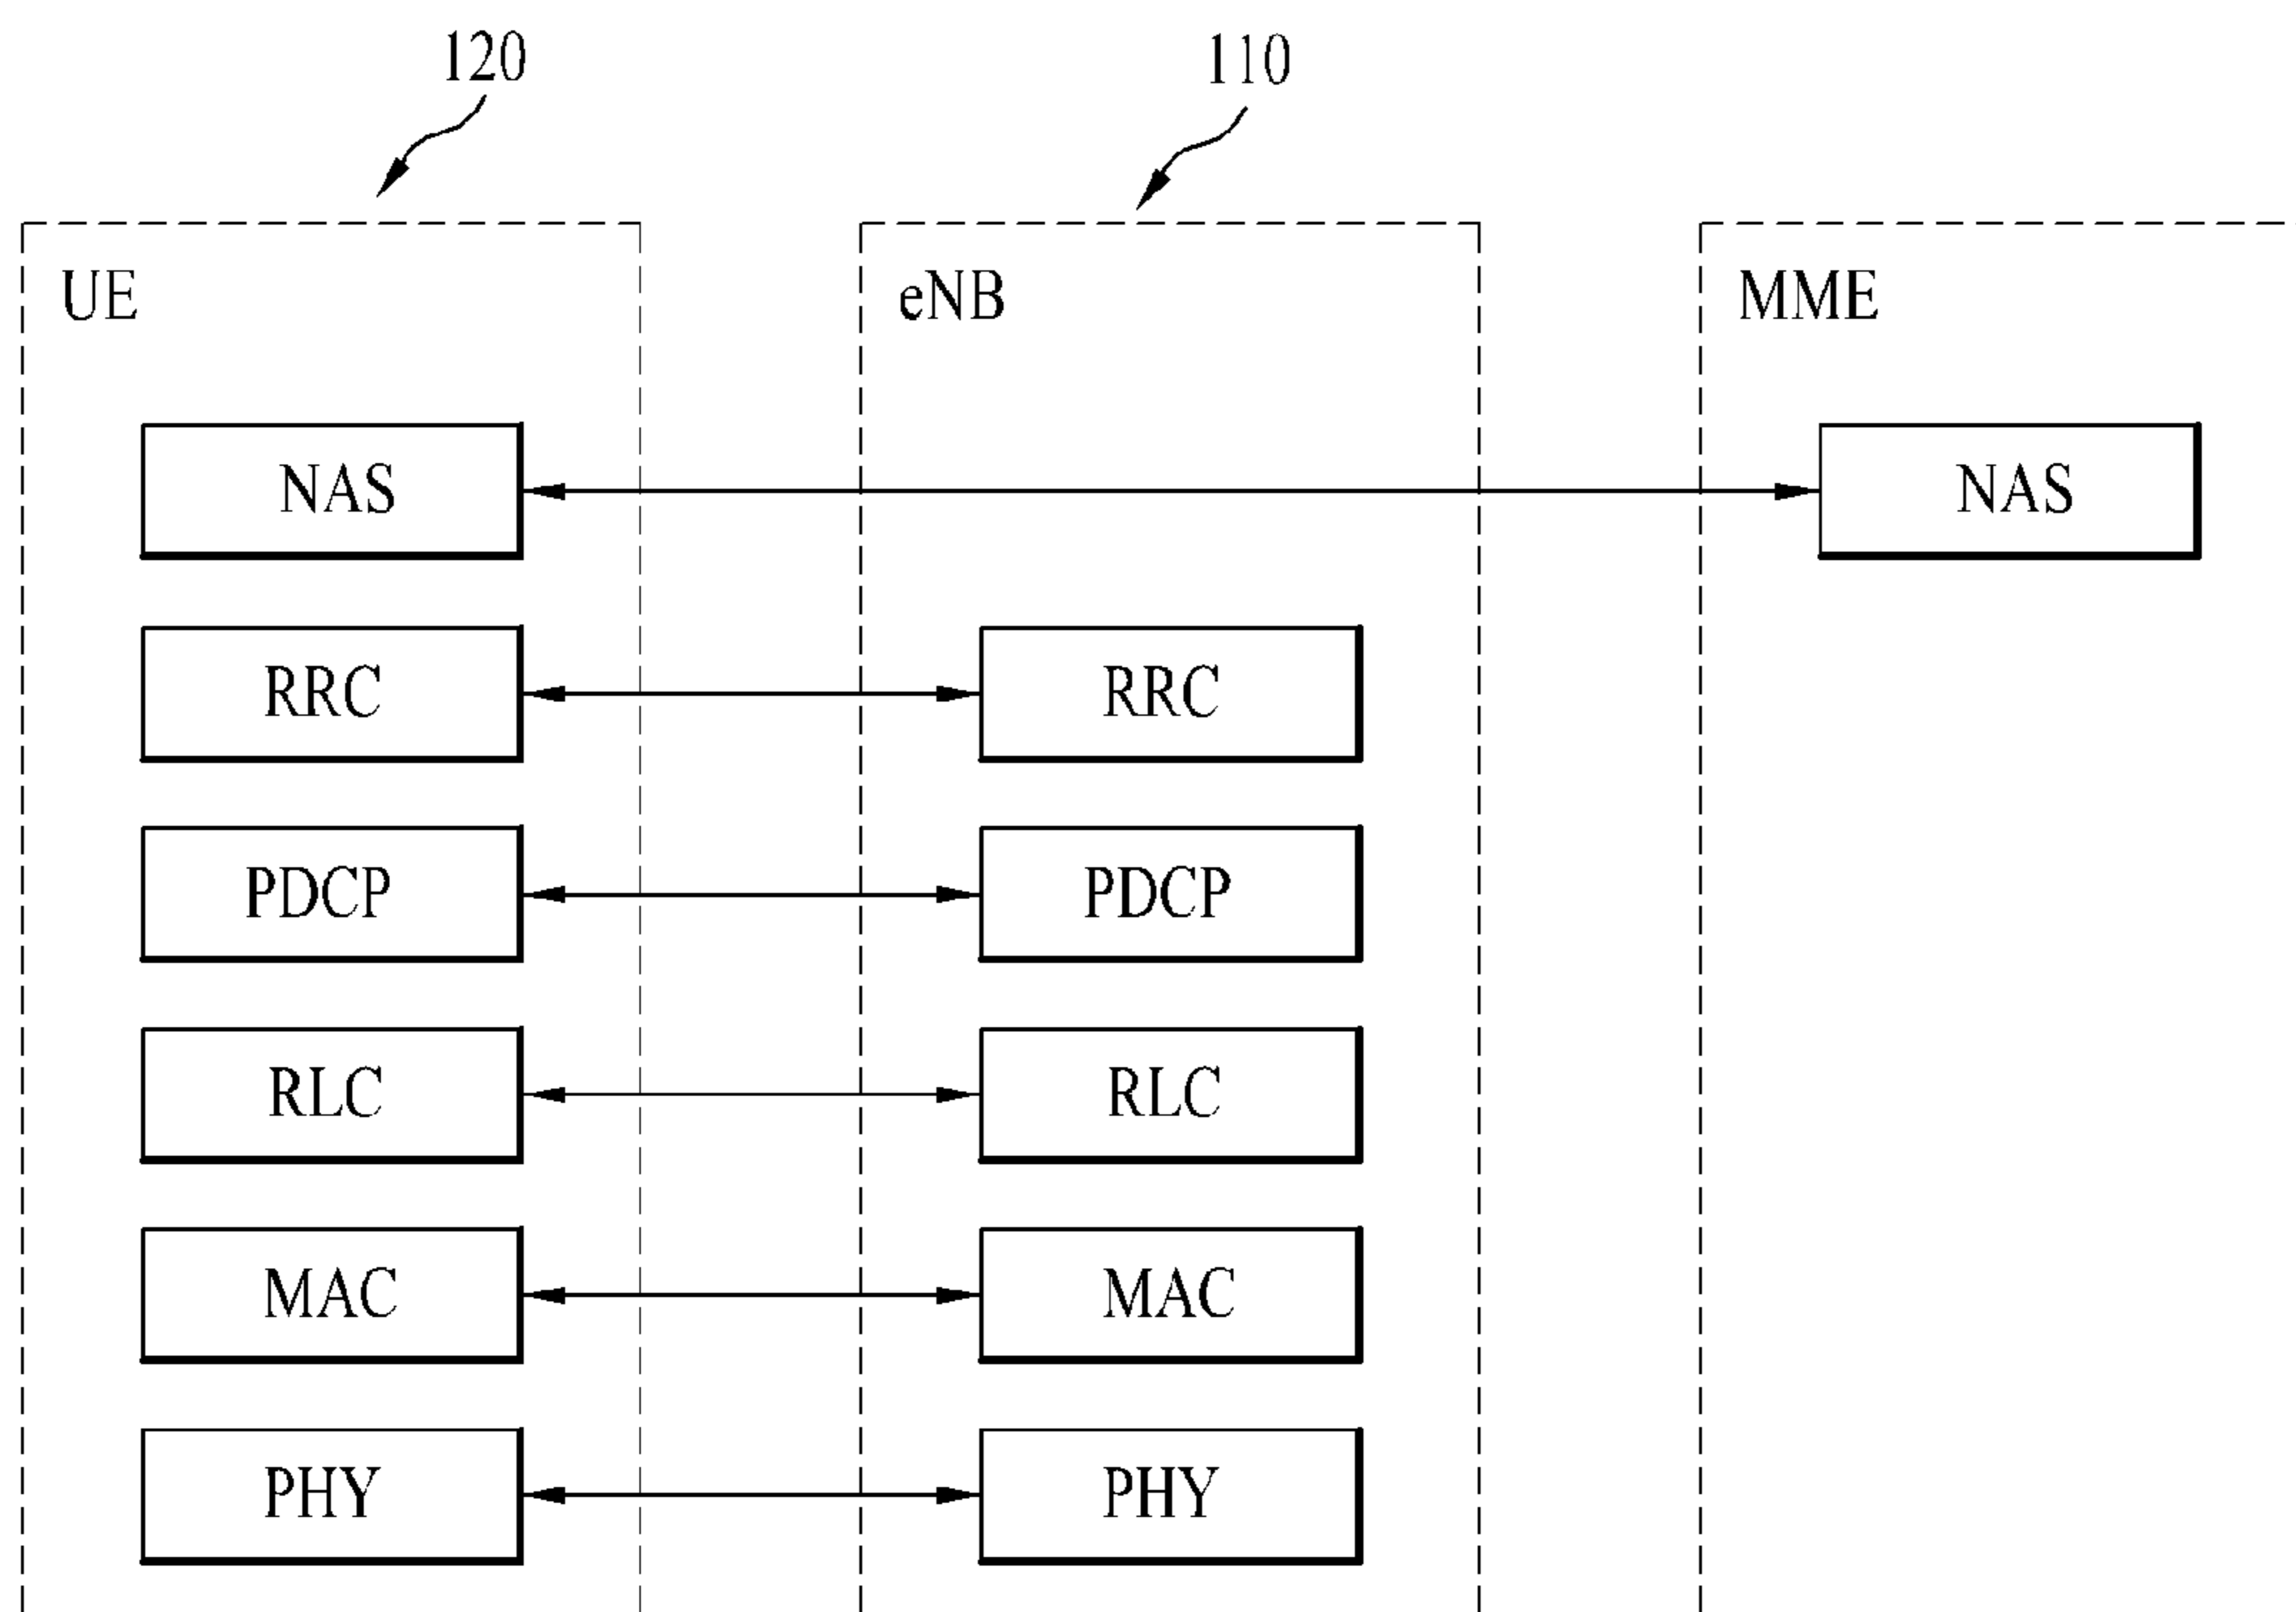 120 110
UE eNB MME
NAS NAS
RRC RRC
PDCP PDCP
RLC RLC
MAC MAC
PHY PHY